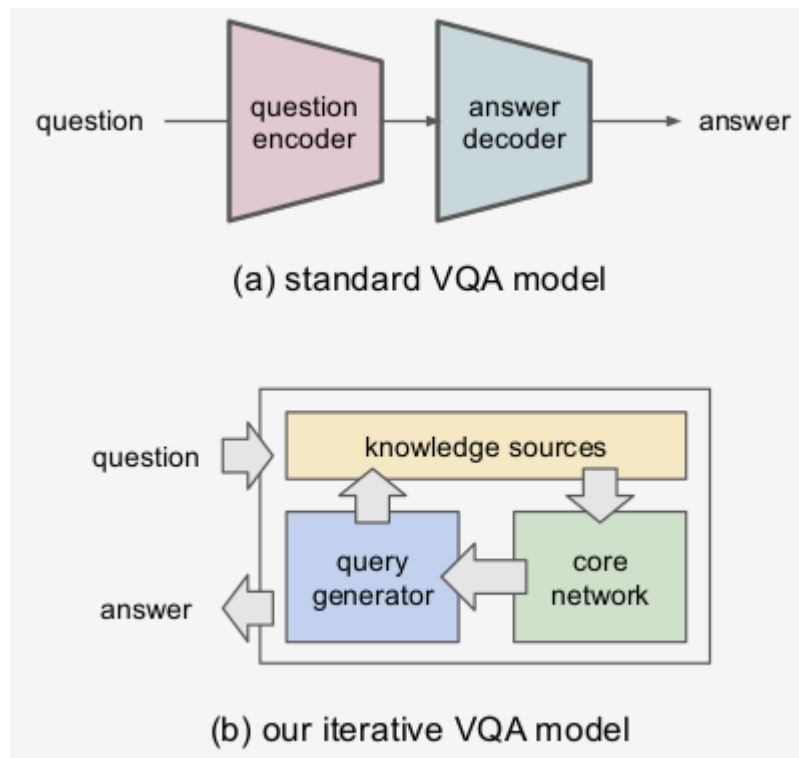 question
question
encoder
answer
decoder
answer
(a) standard VQA model
question
knowledge sources
query
generator
core
network
answer
(b) our iterative VQA model